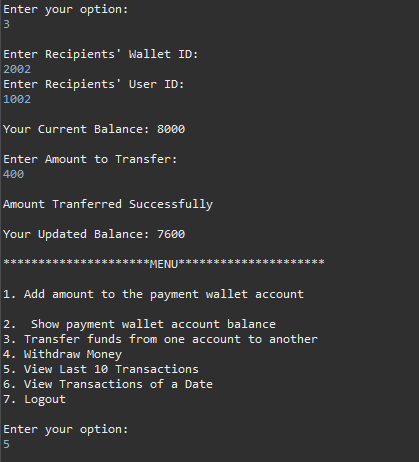 Enter your option:
3
Enter Recipients' Wallet ID:
2002
Enter Recipients' User ID:
1002
Your Current Balance: 8000
Enter Amount to Transfer:
400
Amount Tranferred Successfully
Your Updated Balance: 7600
*********************MENU*********************
1. Add amount to the payment wallet account
2.  Show payment wallet account balance
3. Transfer funds from one account to another
4. Withdraw Money
5. View Last 10 Transactions
6. View Transactions of a Date
7. Logout
Enter your option:
5